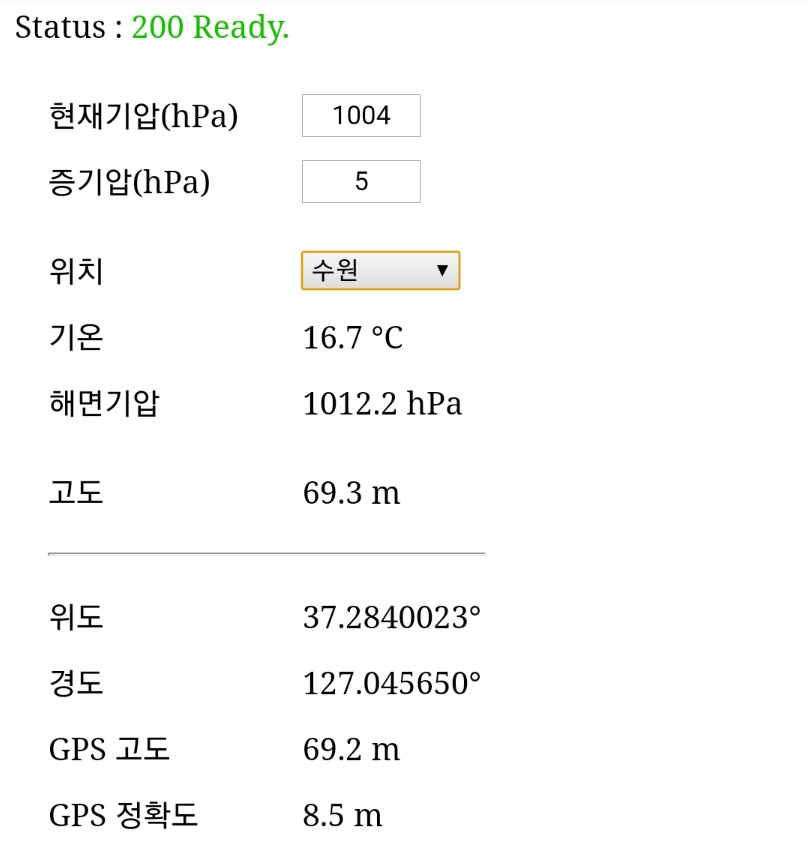 Status : 200 Ready.
현재기압(hPa) 1004
증기압(hPa) 5
위치 수원 ▼
기온 16.7 °C
해면기압 1012.2 hPa
고도 69.3 m
위도 37.2840023°
경도 127.045650°
GPS 고도 69.2 m
GPS 정확도 8.5 m